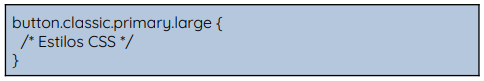 button.classic.primary.large {
/* Estilos CSS */
}